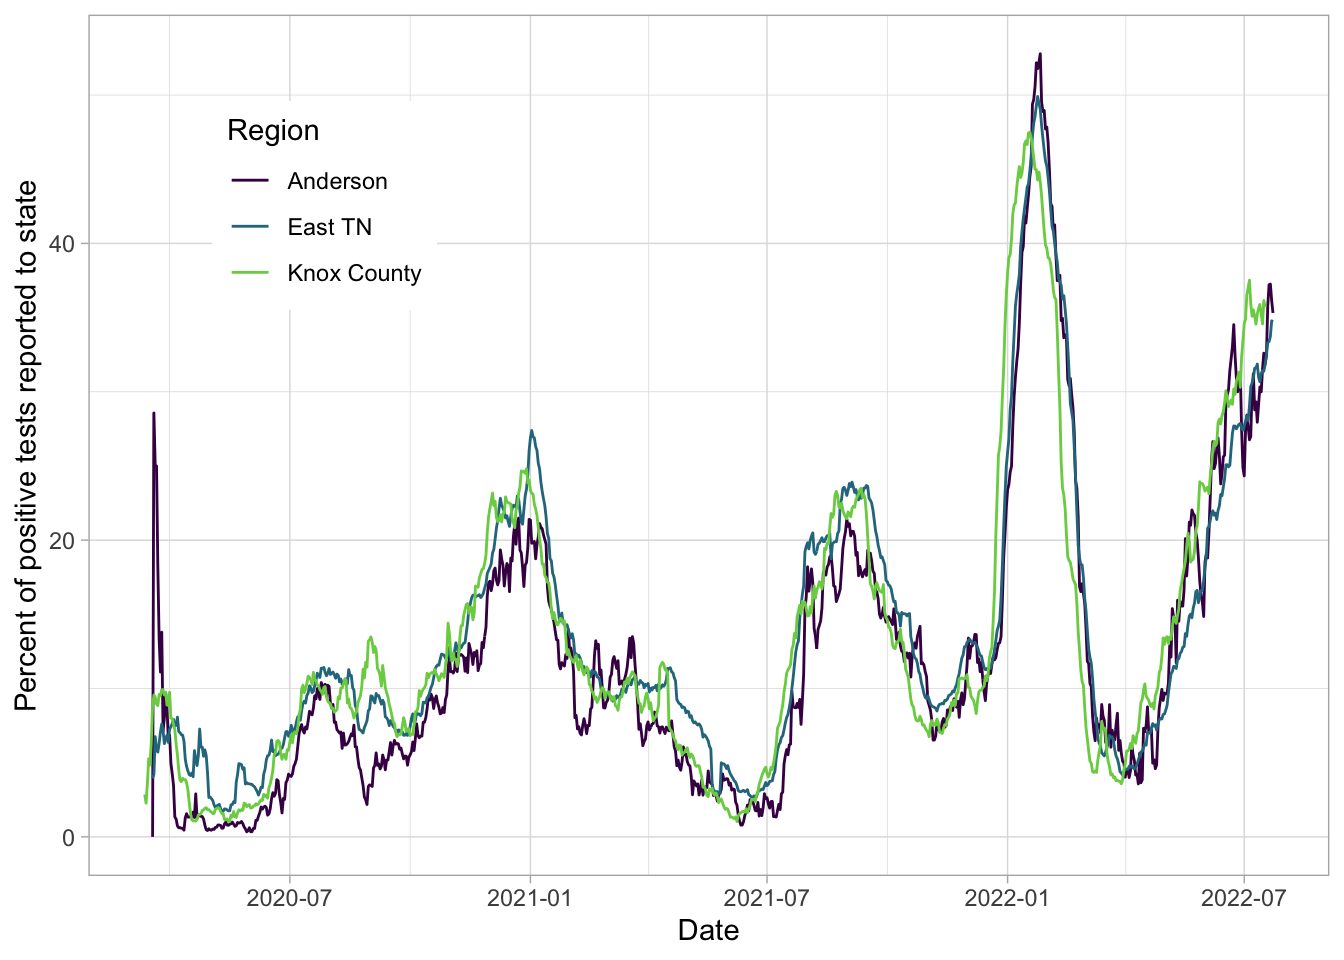 Region
Anderson
East TN
Knox County
Percent of positive tests reported to state
40
20
0
2020-07
2021-01
2021-07
2022-01
2022-07
Date